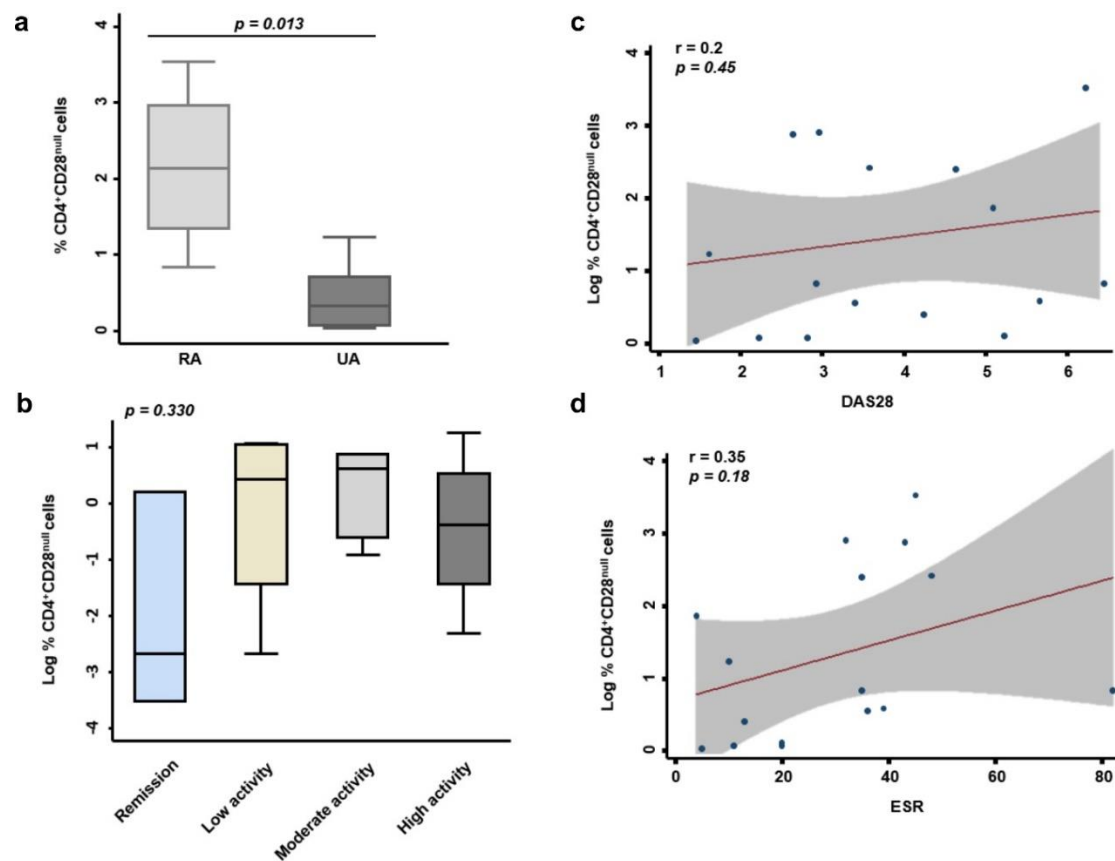 a
p = 0.013
% CD4⁺CD28ⁿᵘˡˡ cells
4
3
2
1
0
RA UA
b
p = 0.330
Log % CD4⁺CD28ⁿᵘˡˡ cells
1
0
-1
-2
-3
-4
Remission
Low activity
Moderate activity
High activity
c
r = 0.2
p = 0.45
Log % CD4⁺CD28ⁿᵘˡˡ cells
4
3
2
1
0
1 2 3 4 5 6
DAS28
d
r = 0.35
p = 0.18
Log % CD4⁺CD28ⁿᵘˡˡ cells
4
3
2
1
0
0 20 40 60 80
ESR